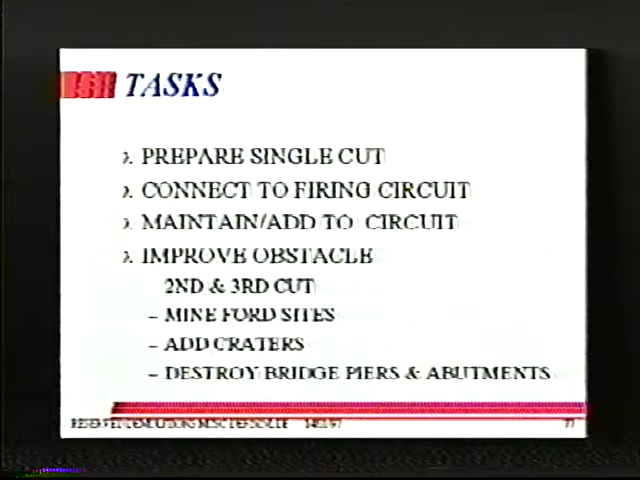 TASKS
PREPARE SINGLE CUT
CONNECT TO FIRING CIRCUIT
MAINTAIN/ADD TO CIRCUIT
IMPROVE OBSTACLE
2ND & 3RD CUT
– MINE FORD SITES
– ADD CRATERS
– DESTROY BRIDGE PIERS & ABUTMENTS
77